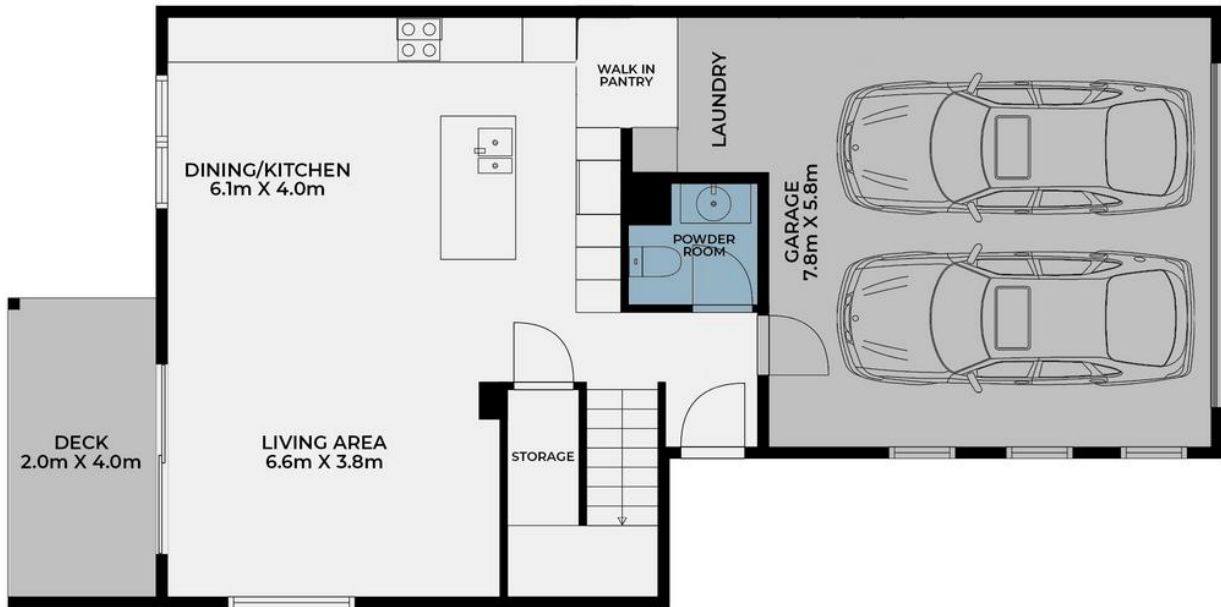 WALK IN
PANTRY
LAUNDRY
DINING/KITCHEN
6.1m X 4.0m
POWDER
ROOM
GARAGE
7.8m X 5.8m
DECK
2.0m X 4.0m
LIVING AREA
6.6m X 3.8m
STORAGE